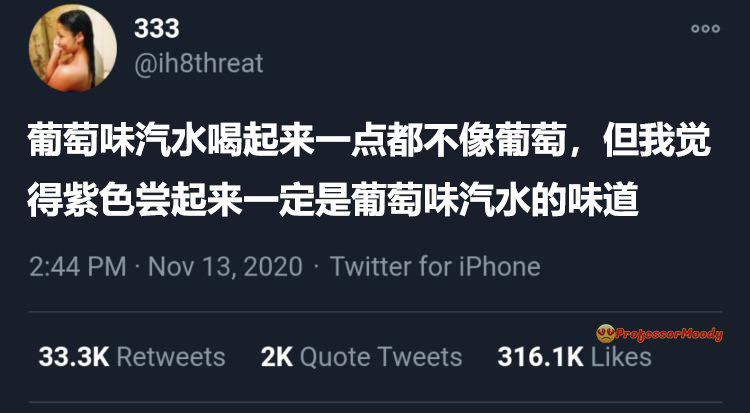 333
@ih8threat
葡萄味汽水喝起来一点都不像葡萄，但我觉
得紫色尝起来一定是葡萄味汽水的味道
2:44 PM · Nov 13, 2020 · Twitter for iPhone
ProfessorMoody
33.3K Retweets 2K Quote Tweets 316.1K Likes